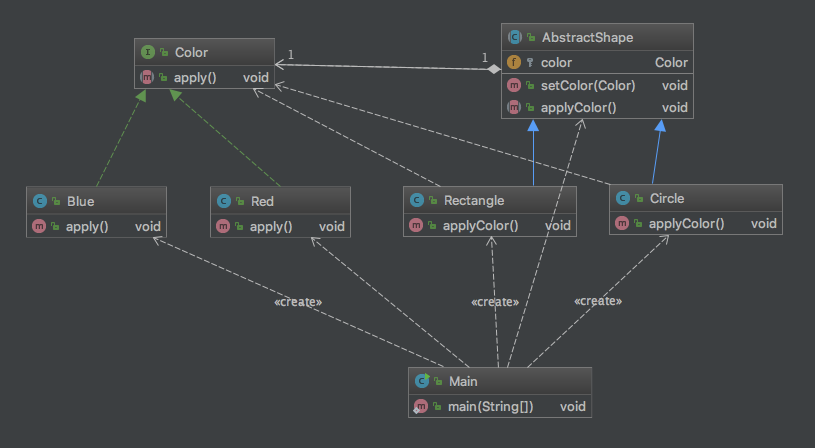 Color
apply() void
AbstractShape
color Color
setColor(Color) void
applyColor() void
1
1
Blue
apply() void
Red
apply() void
Rectangle
applyColor() void
Circle
applyColor() void
«create»
«create»
«create»
Main
main(String[]) void